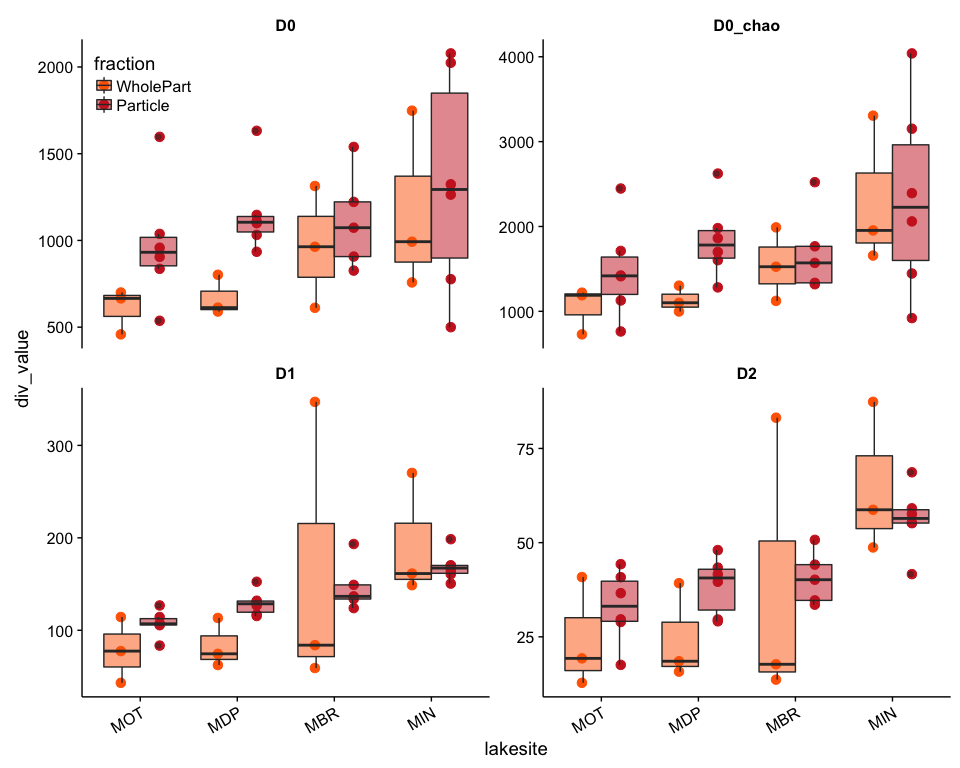 D0
D0_chao
fraction
WholePart
Particle
2000
1500
1000
500
4000
3000
2000
1000
div_value
D1
D2
300
200
100
75
50
25
MOT
MDP
MBR
MIN
MOT
MDP
MBR
MIN
lakesite